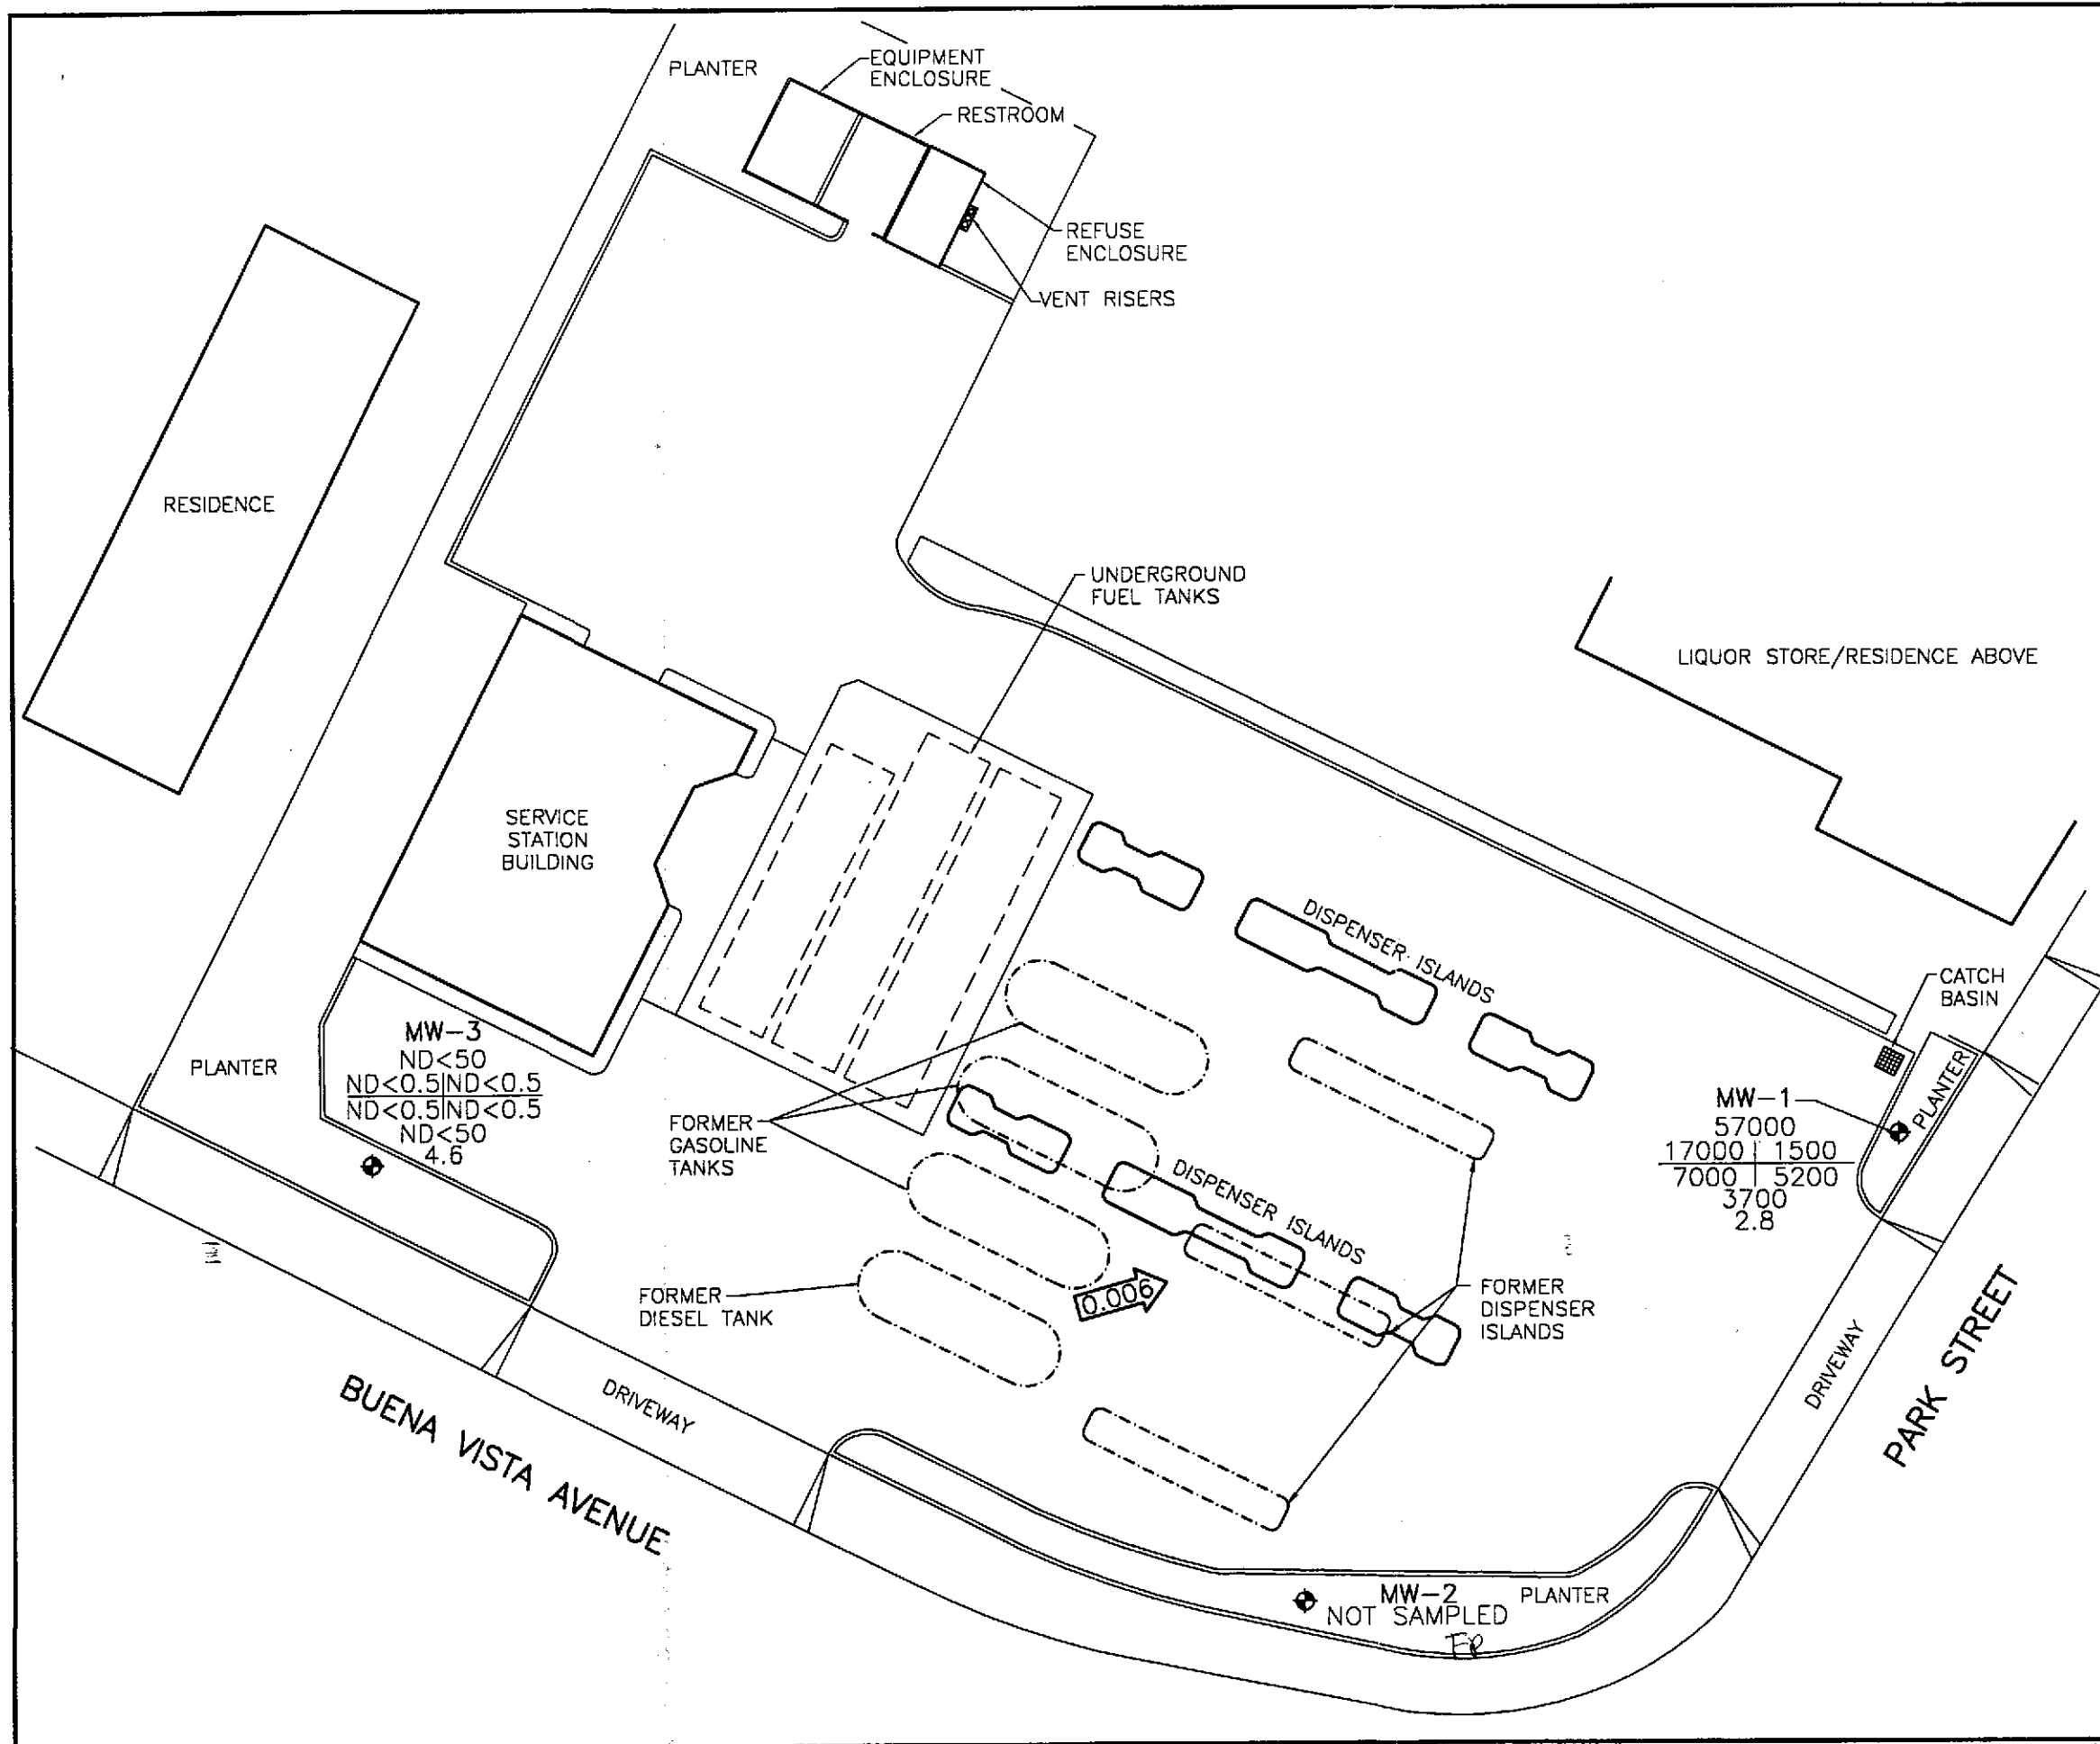 PLANTER
EQUIPMENT
ENCLOSURE
RESTROOM
REFUSE
ENCLOSURE
VENT RISERS
RESIDENCE
UNDERGROUND
FUEL TANKS
LIQUOR STORE/RESIDENCE ABOVE
SERVICE
STATION
BUILDING
DISPENSER ISLANDS
CATCH
BASIN
PLANTER
MW-3
ND<50
ND<0.5|ND<0.5
ND<0.5|ND<0.5
ND<50
4.6
PLANTER
MW-1
57000
17000 | 1500
7000 | 5200
3700
2.8
FORMER
GASOLINE
TANKS
DISPENSER ISLANDS
FORMER
DIESEL TANK
0.006
FORMER
DISPENSER
ISLANDS
DRIVEWAY
DRIVEWAY
PARK STREET
BUENA VISTA AVENUE
MW-2
NOT SAMPLED
PLANTER
FP